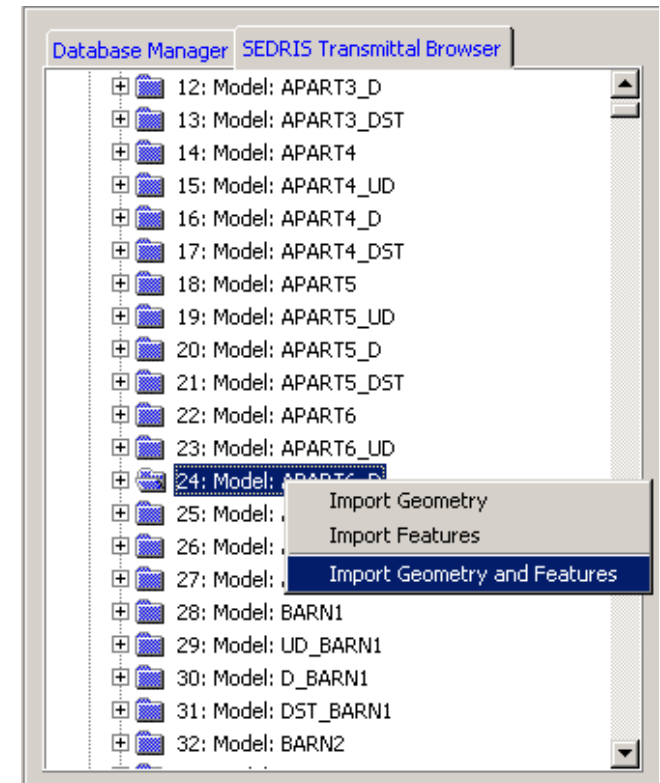 Database Manager SEDRIS Transmittal Browser
12: Model: APART3_D
13: Model: APART3_DST
14: Model: APART4
15: Model: APART4_UD
16: Model: APART4_D
17: Model: APART4_DST
18: Model: APART5
19: Model: APART5_UD
20: Model: APART5_D
21: Model: APART5_DST
22: Model: APART6
23: Model: APART6_UD
24: Model: APART6_D
25: Model:
26: Model:
27: Model:
Import Geometry
Import Features
Import Geometry and Features
28: Model: BARN1
29: Model: UD_BARN1
30: Model: D_BARN1
31: Model: DST_BARN1
32: Model: BARN2